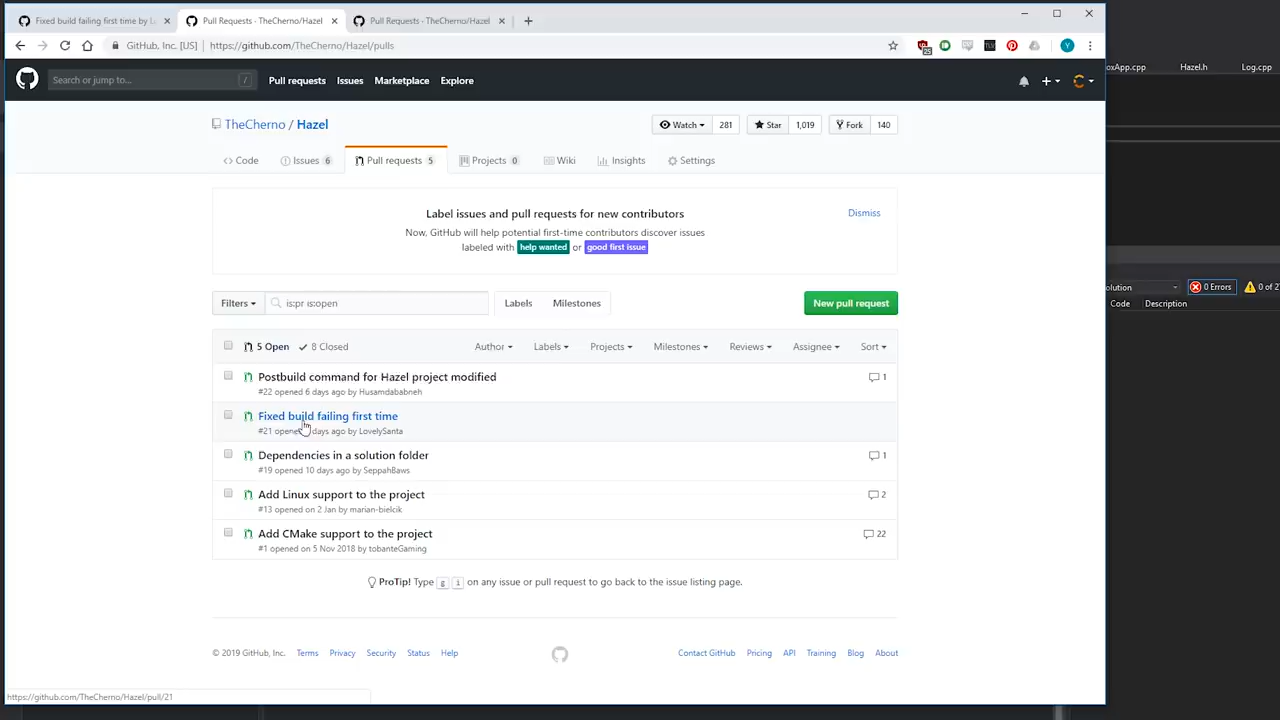 Fixed build failing first time by L
Pull Requests · TheCherno/Hazel
Pull Requests · TheCherno/Hazel
GitHub, Inc. [US] | https://github.com/TheCherno/Hazel/pulls
Search or jump to...
/
Pull requests
Issues
Marketplace
Explore
oxApp.cpp
Hazel.h
Log.cpp
TheCherno / Hazel
Watch 281
Star 1,019
Fork 140
Code
Issues 6
Pull requests 5
Projects 0
Wiki
Insights
Settings
Label issues and pull requests for new contributors
Dismiss
Now, GitHub will help potential first-time contributors discover issues
labeled with help wanted or good first issue
Filters
is:pr is:open
Labels
Milestones
New pull request
olution
0 Errors
0 of 2
Code
Description
5 Open
8 Closed
Author
Labels
Projects
Milestones
Reviews
Assignee
Sort
Postbuild command for Hazel project modified
1
#22 opened 6 days ago by Husamdababneh
Fixed build failing first time
#21 opene days ago by LovelySanta
Dependencies in a solution folder
1
#19 opened 10 days ago by SeppahBaws
Add Linux support to the project
2
#13 opened on 2 Jan by marian-bielcik
Add CMake support to the project
22
#1 opened on 5 Nov 2018 by tobanteGaming
ProTip! Type g i on any issue or pull request to go back to the issue listing page.
© 2019 GitHub, Inc.
Terms
Privacy
Security
Status
Help
Contact GitHub
Pricing
API
Training
Blog
About
https://github.com/TheCherno/Hazel/pull/21